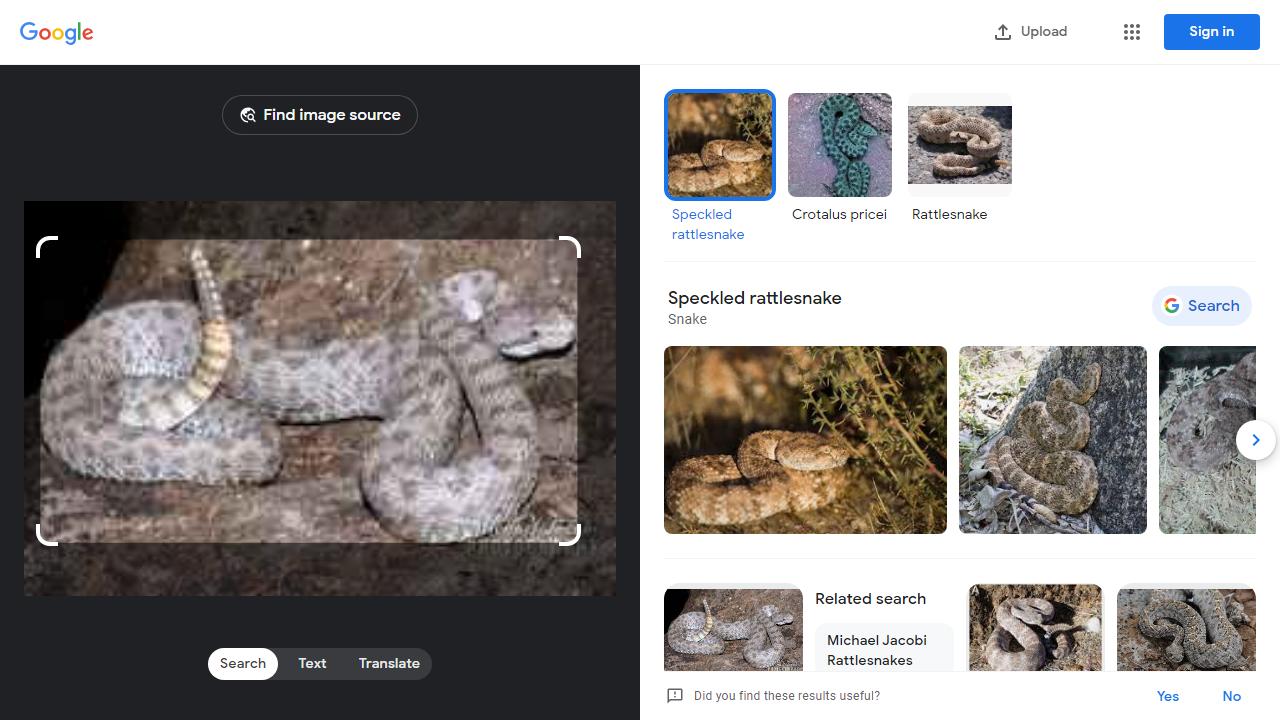 Google
Upload
Sign in
Find image source
Search
Text
Translate
Speckled
rattlesnake
Crotalus pricei
Rattlesnake
Speckled rattlesnake
Snake
Search
Related search
Michael Jacobi
Rattlesnakes
Did you find these results useful?
Yes
No